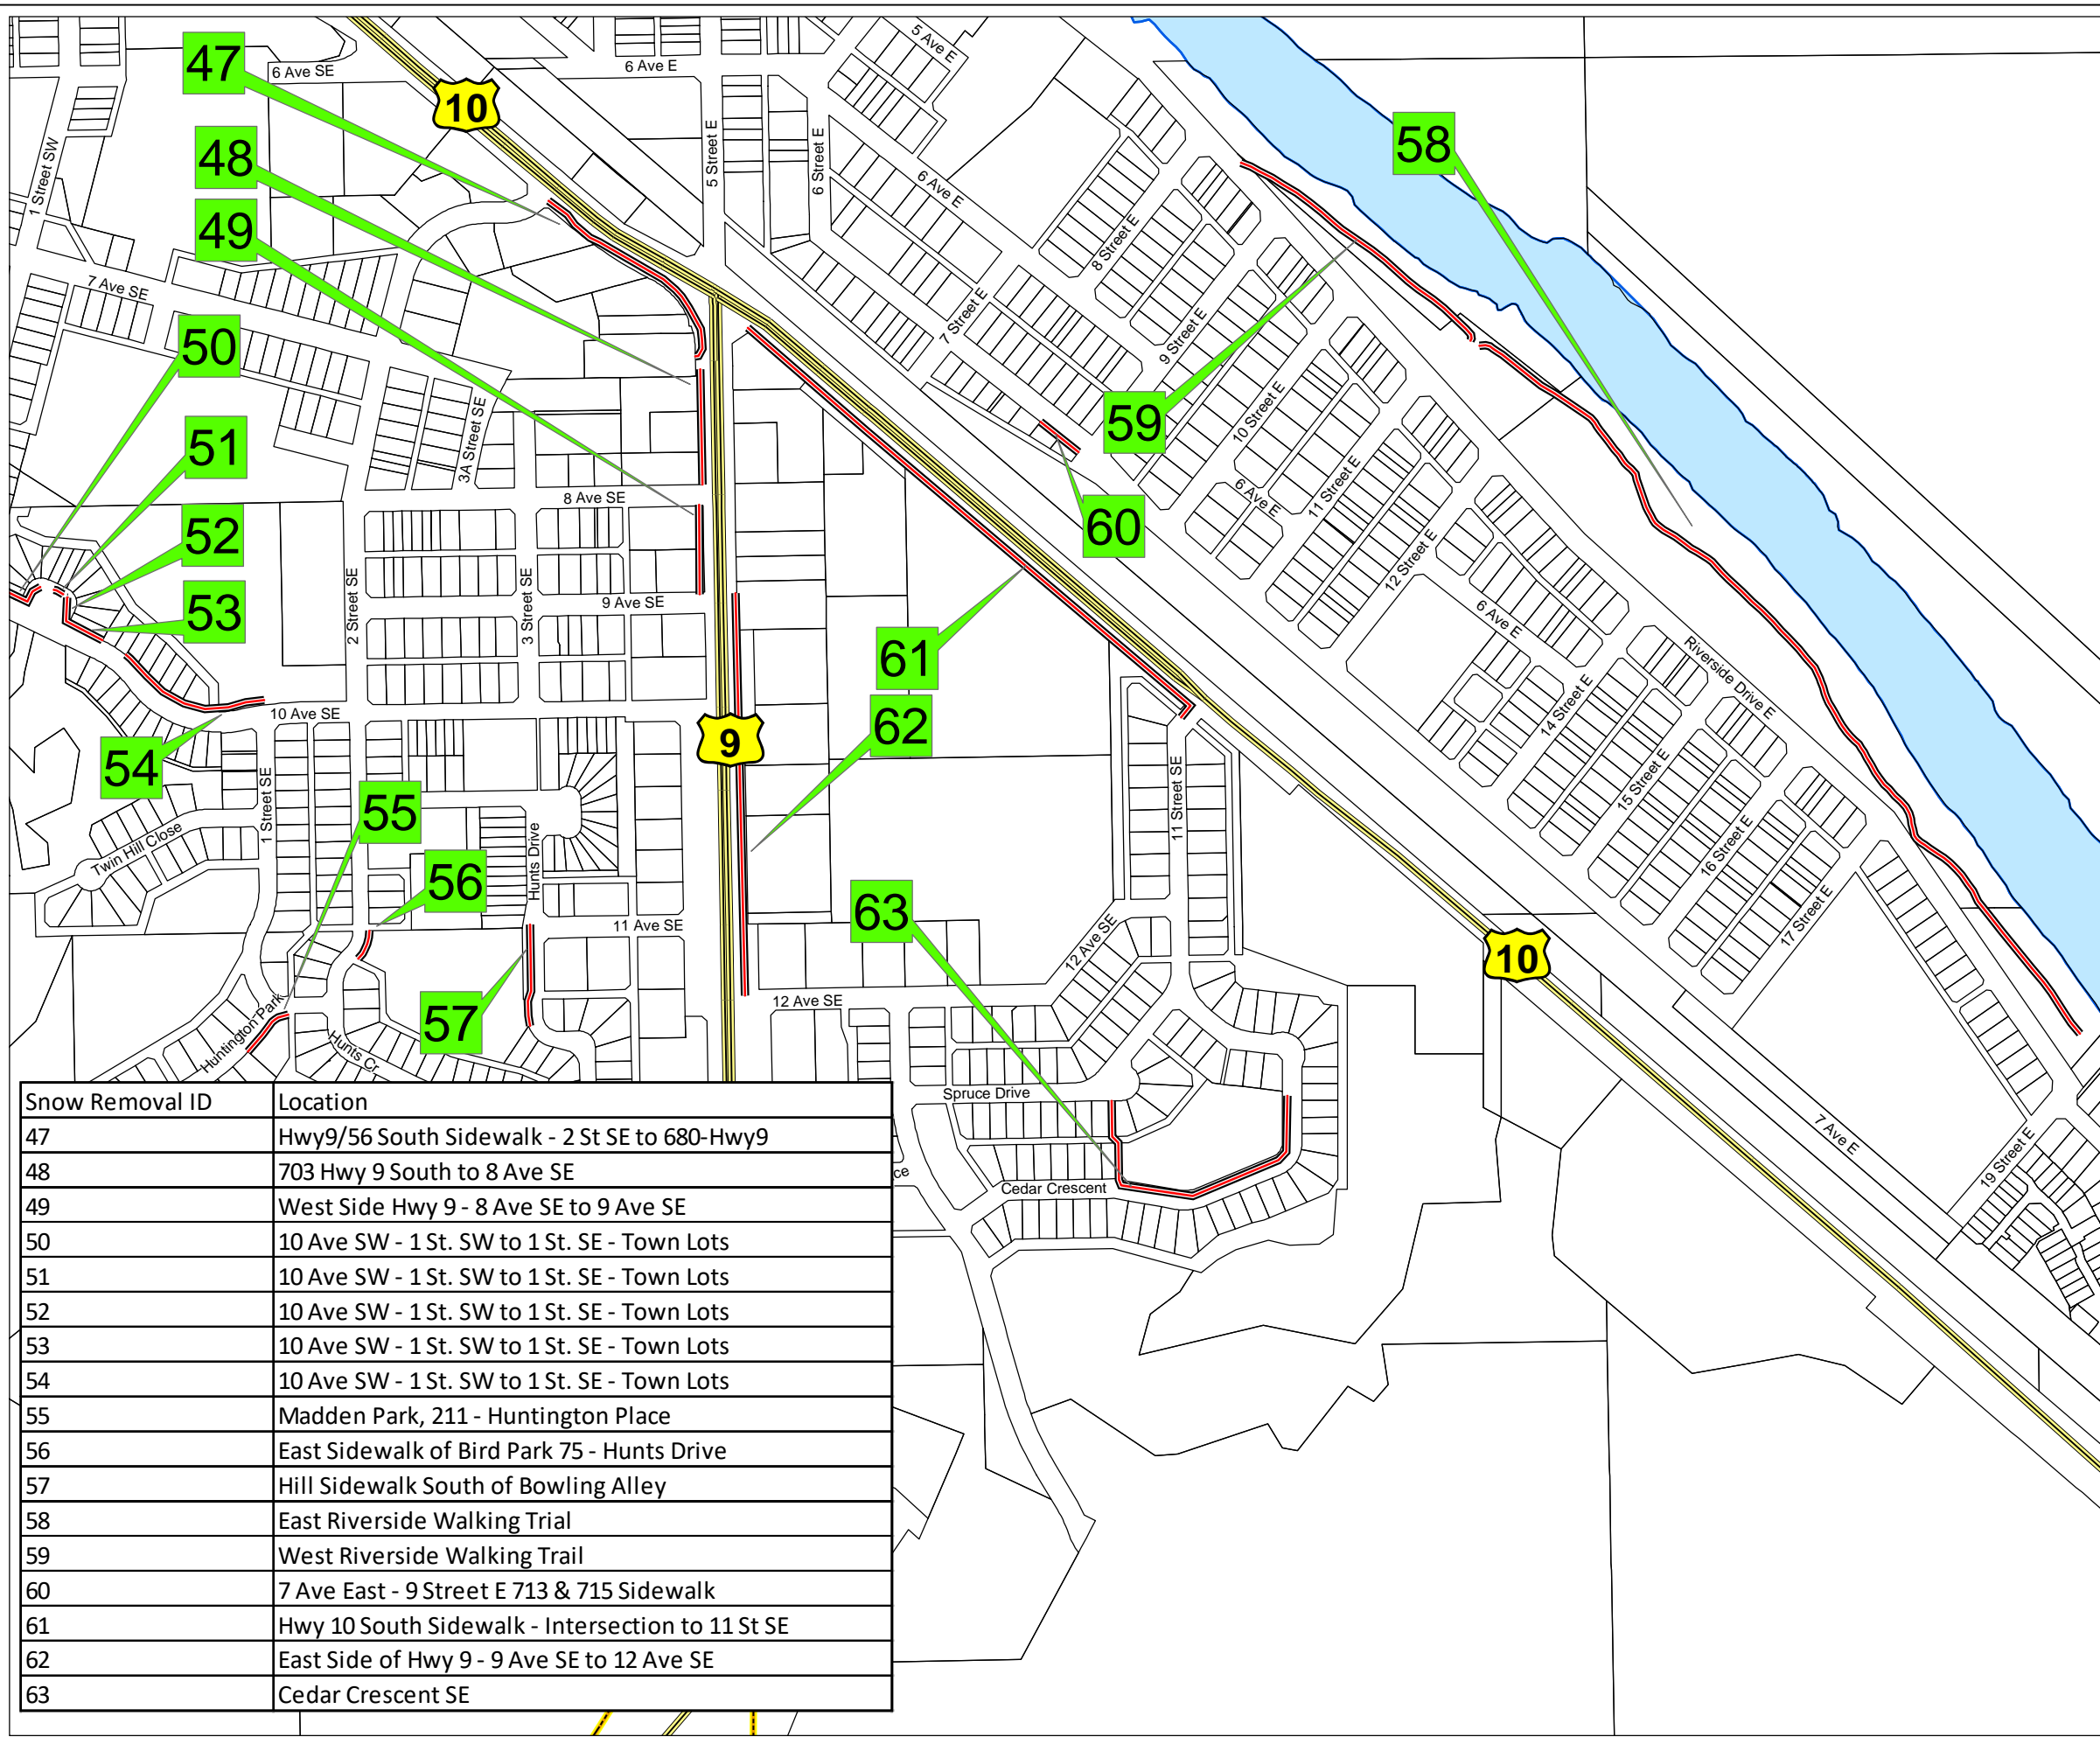 47
6 Ave SE
10
6 Ave E
5 Ave E
58
48
1 Street SW
5 Street E
6 Street E
6 Ave E
49
8 Street E
7 Ave SE
7 Street E
9 Street E
50
59
10 Street E
51
3A Street SE
8 Ave SE
6 Ave E
11 Street E
60
52
12 Street E
2 Street SE
3 Street SE
9 Ave SE
53
6 Ave E
61
Riverside Drive E
62
9
10 Ave SE
14 Street E
54
1 Street SE
11 Street SE
15 Street E
55
Twin Hill Close
Hunts Drive
16 Street E
56
63
17 Street E
11 Ave SE
12 Ave SE
10
57
12 Ave SE
Huntington Park
Hunts Cr
Spruce Drive
7 Ave E
19 Street E
ce
Cedar Crescent
Snow Removal ID Location
47 Hwy9/56 South Sidewalk - 2 St SE to 680-Hwy9
48 703 Hwy 9 South to 8 Ave SE
49 West Side Hwy 9 - 8 Ave SE to 9 Ave SE
50 10 Ave SW - 1 St. SW to 1 St. SE - Town Lots
51 10 Ave SW - 1 St. SW to 1 St. SE - Town Lots
52 10 Ave SW - 1 St. SW to 1 St. SE - Town Lots
53 10 Ave SW - 1 St. SW to 1 St. SE - Town Lots
54 10 Ave SW - 1 St. SW to 1 St. SE - Town Lots
55 Madden Park, 211 - Huntington Place
56 East Sidewalk of Bird Park 75 - Hunts Drive
57 Hill Sidewalk South of Bowling Alley
58 East Riverside Walking Trial
59 West Riverside Walking Trail
60 7 Ave East - 9 Street E 713 & 715 Sidewalk
61 Hwy 10 South Sidewalk - Intersection to 11 St SE
62 East Side of Hwy 9 - 9 Ave SE to 12 Ave SE
63 Cedar Crescent SE